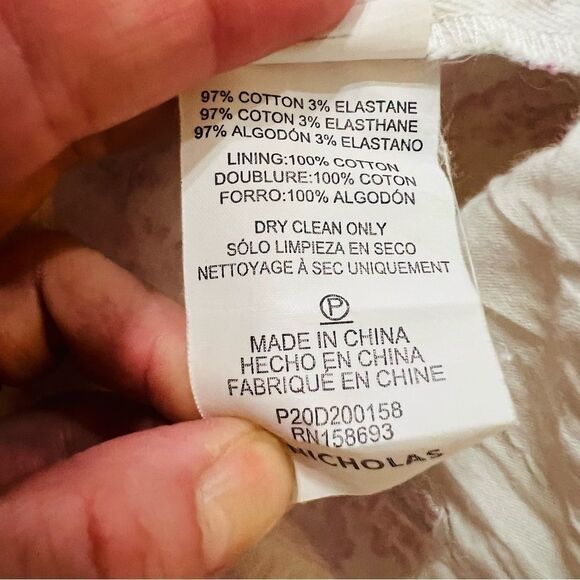 97% COTTON 3% ELASTANE
97% COTON 3% ELASTHANE
97% ALGODÓN 3% ELASTANO
LINING:100% COTTON
DOUBLURE:100% COTON
FORRO:100% ALGODÓN
DRY CLEAN ONLY
SÓLO LIMPIEZA EN SECO
NETTOYAGE À SEC UNIQUEMENT
P
MADE IN CHINA
HECHO EN CHINA
FABRIQUÉ EN CHINE
P20D200158
RN158693
NICHOLAS